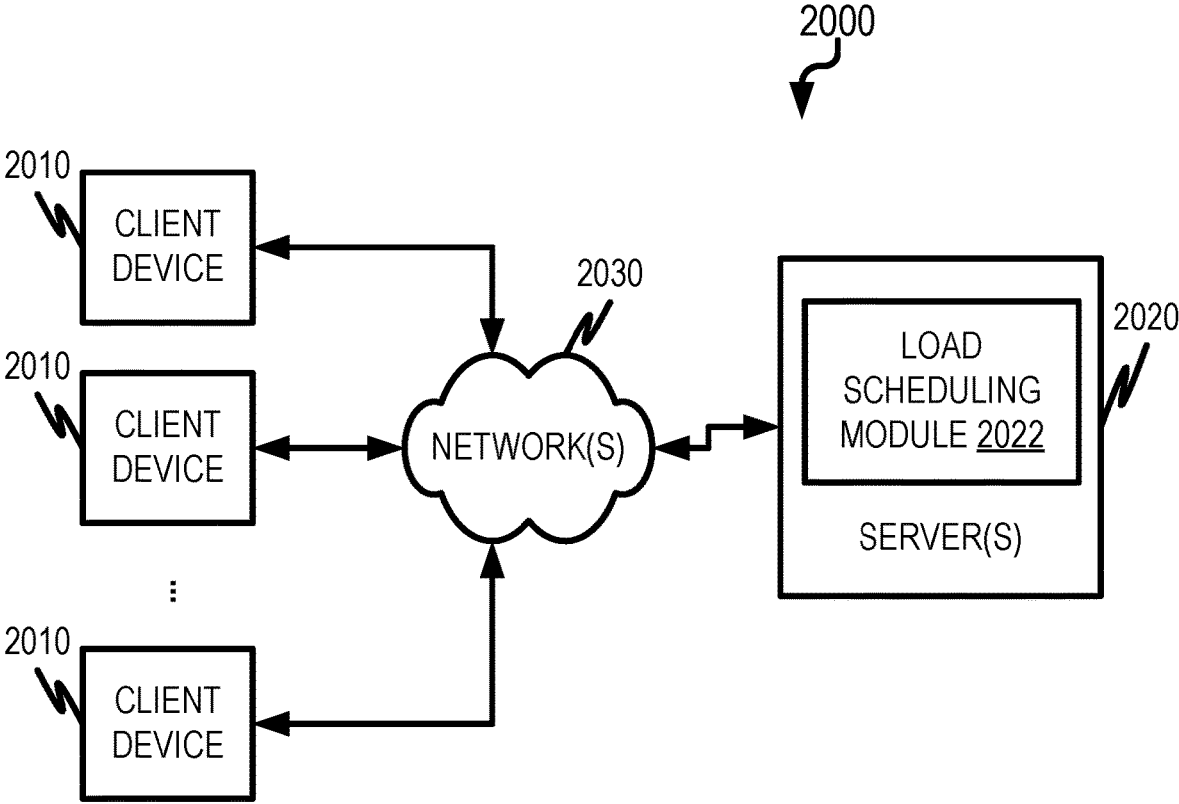 2000
2010
CLIENT
DEVICE
2030
2020
LOAD
SCHEDULING
MODULE 2022
2010
CLIENT
DEVICE
NETWORK(S)
SERVER(S)
...
2010
CLIENT
DEVICE